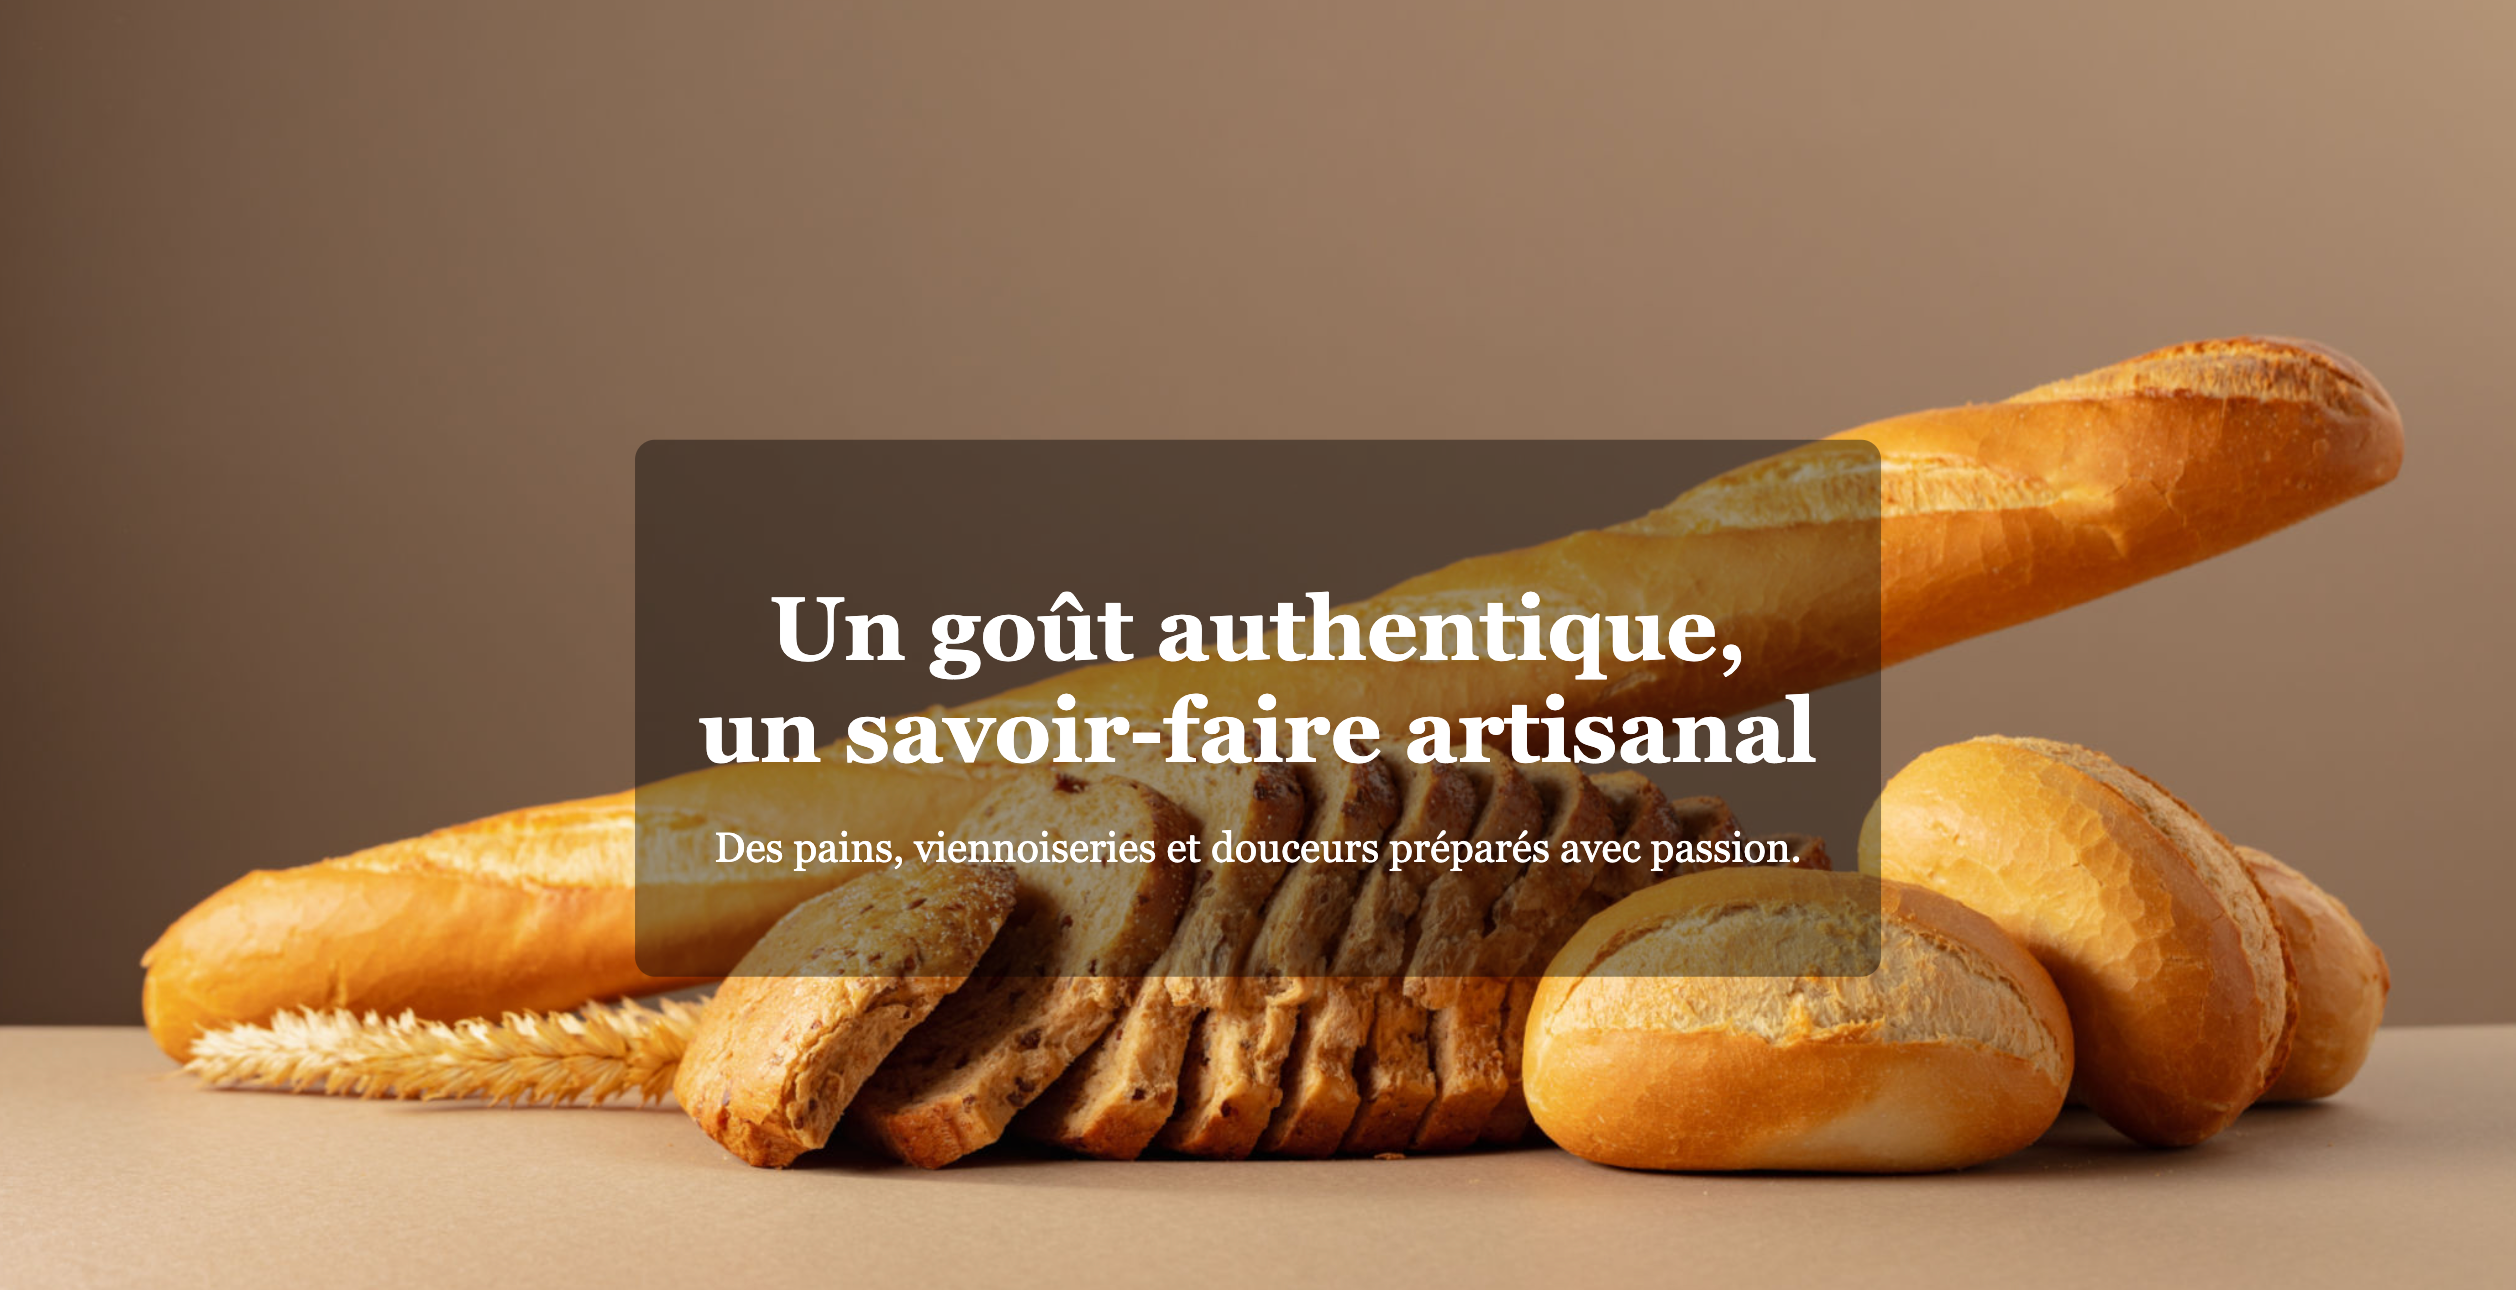 Un goût authentique,
un savoir-faire artisanal
Des pains, viennoiseries et douceurs préparés avec passion.